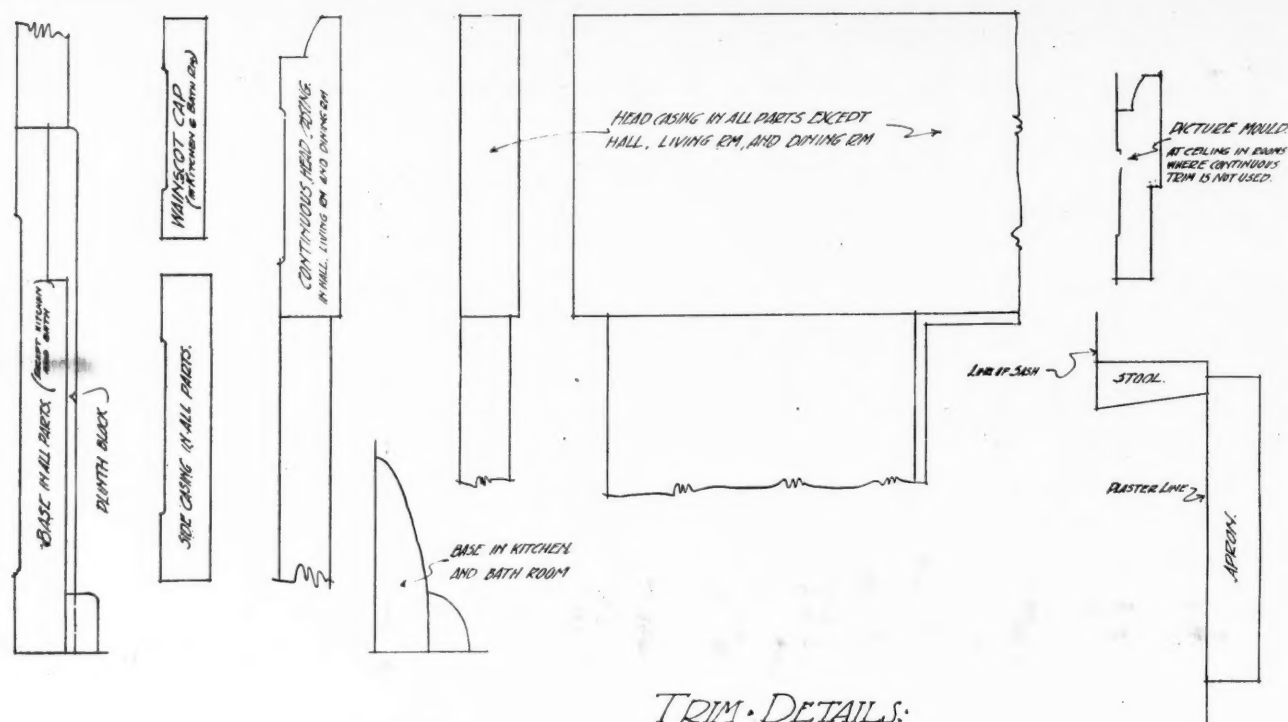 BASE IN ALL PARTS (EXCEPT KITCHEN
AND BATH
PLINTH BLOCK
WAINSCOT CAP
(IN KITCHEN & BATH RM)
SIDE CASING IN ALL PARTS.
CONTINUOUS HEAD CASING.
IN HALL, LIVING RM AND DINING RM
BASE IN KITCHEN
AND BATH ROOM
HEAD CASING IN ALL PARTS EXCEPT
HALL, LIVING RM, AND DINING RM
PICTURE MOULD.
AT CEILING IN ROOMS
WHERE CONTINUOUS
TRIM IS NOT USED.
LINE OF SASH
STOOL.
PLASTER LINE
APRON.
TRIM · DETAILS: